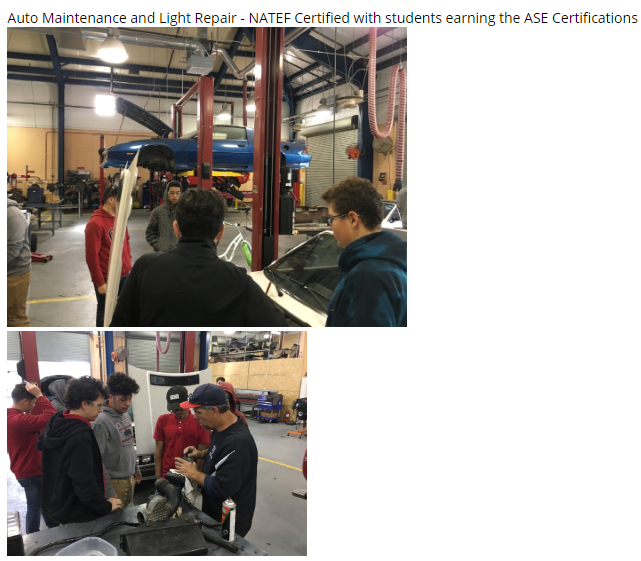 Auto Maintenance and Light Repair - NATEF Certified with students earning the ASE Certifications